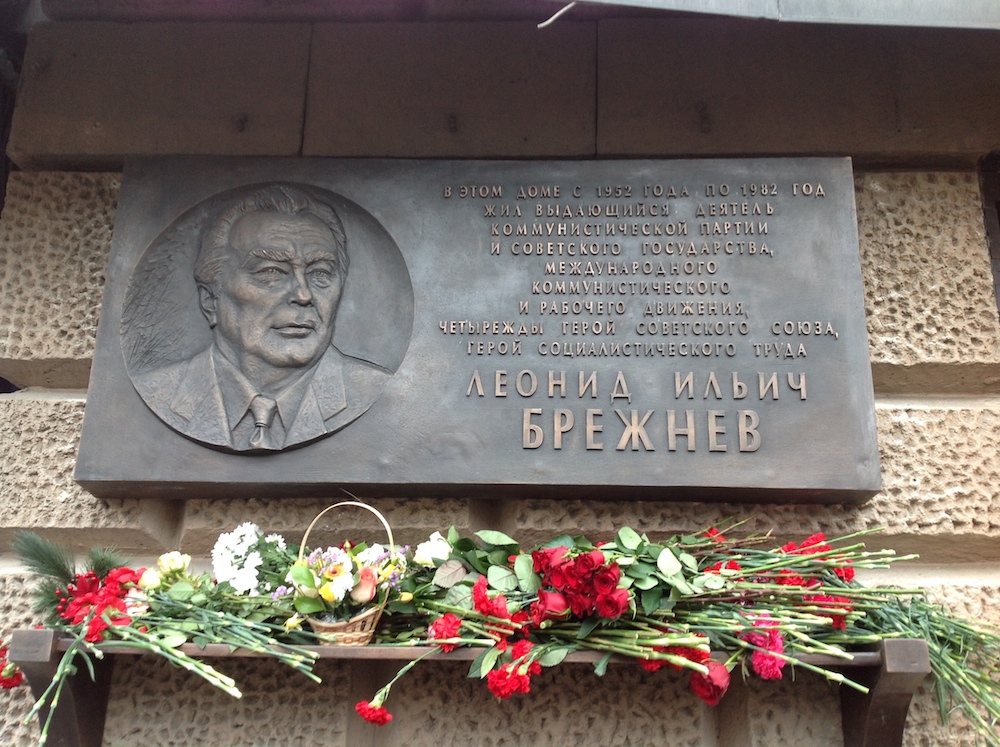 В ЭТОМ ДОМЕ С 1952 ГОДА ПО 1982 ГОД
ЖИЛ ВЫДАЮЩИЙСЯ ДЕЯТЕЛЬ
КОММУНИСТИЧЕСКОЙ ПАРТИИ
И СОВЕТСКОГО ГОСУДАРСТВА,
МЕЖДУНАРОДНОГО
КОММУНИСТИЧЕСКОГО
И РАБОЧЕГО ДВИЖЕНИЯ,
ЧЕТЫРЕЖДЫ ГЕРОЙ СОВЕТСКОГО СОЮЗА,
ГЕРОЙ СОЦИАЛИСТИЧЕСКОГО ТРУДА
ЛЕОНИД ИЛЬИЧ
БРЕЖНЕВ